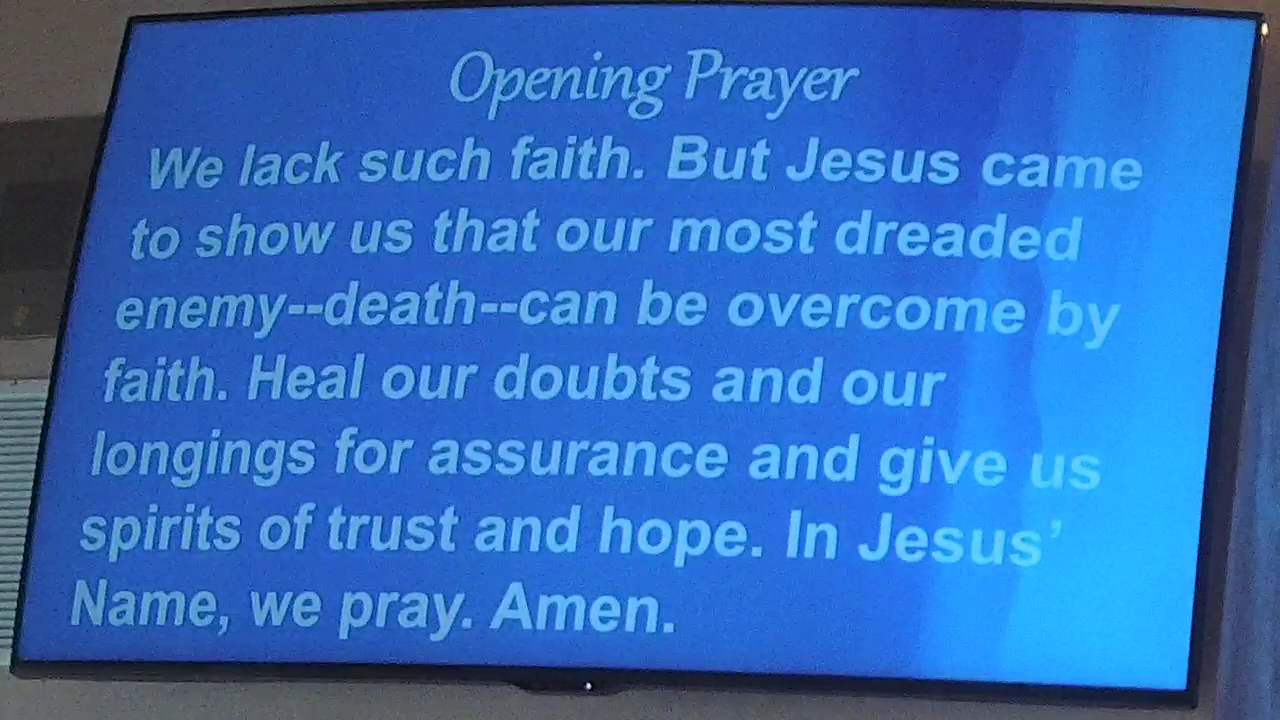 Opening Prayer
We lack such faith. But Jesus came
to show us that our most dreaded
enemy--death--can be overcome by
faith. Heal our doubts and our
longings for assurance and give us
spirits of trust and hope. In Jesus’
Name, we pray. Amen.